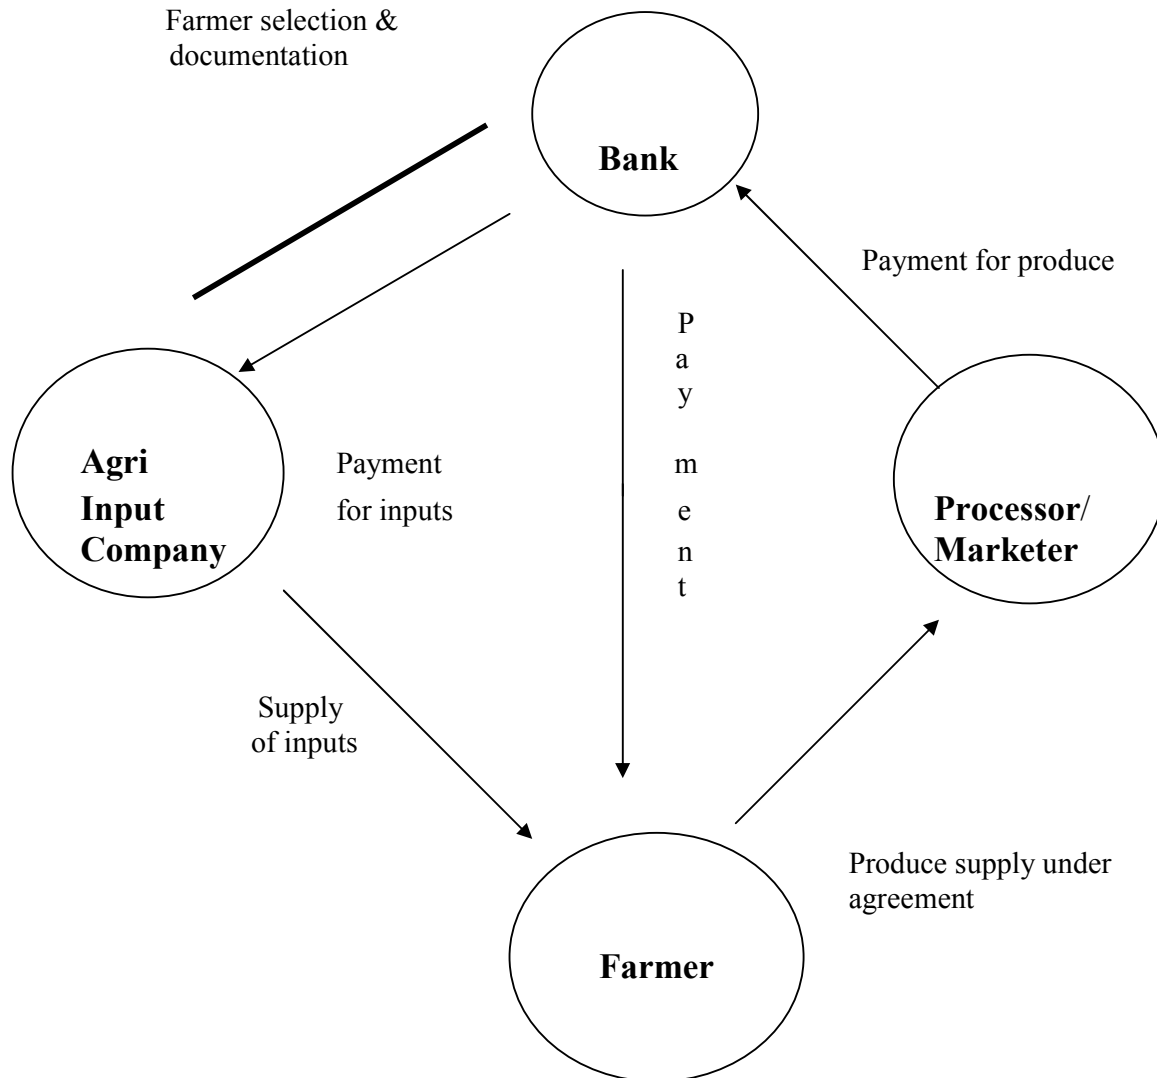 Farmer selection &
documentation
Bank
Payment for produce
P
a
y
m
e
n
t
Agri
Input
Company
Payment
for inputs
Processor/
Marketer
Supply
of inputs
Produce supply under
agreement
Farmer